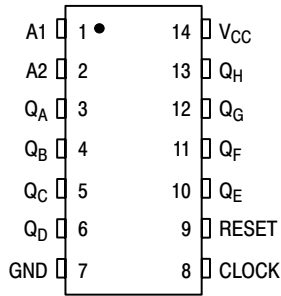 A1 1 14 VCC
A2 2 13 QH
QA 3 12 QG
QB 4 11 QF
QC 5 10 QE
QD 6 9 RESET
GND 7 8 CLOCK